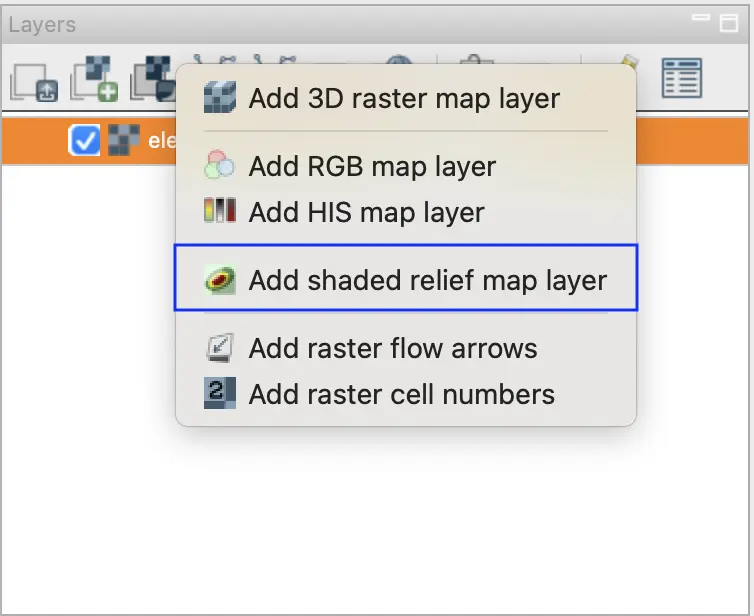 Layers
ele
Add 3D raster map layer
Add RGB map layer
Add HIS map layer
Add shaded relief map layer
Add raster flow arrows
2
Add raster cell numbers